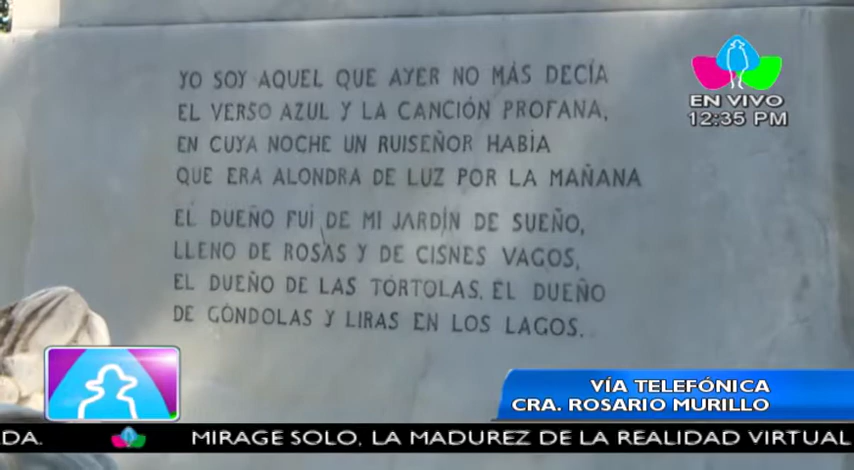 YO SOY AQUEL QUE AYER NO MÁS DECÍA
EL VERSO AZUL Y LA CANCIÓN PROFANA,
EN CUYA NOCHE UN RUISEÑOR HABÍA
QUE ERA ALONDRA DE LUZ POR LA MAÑANA
EL DUEÑO FUÍ DE MI JARDÍN DE SUEÑO,
LLENO DE ROSAS Y DE CISNES VAGOS,
EL DUEÑO DE LAS TÓRTOLAS, EL DUEÑO
DE GÓNDOLAS Y LIRAS EN LOS LAGOS.
EN VIVO
12:35 PM
VÍA TELEFÓNICA
CRA. ROSARIO MURILLO
DA. MIRAGE SOLO, LA MADUREZ DE LA REALIDAD VIRTUAL